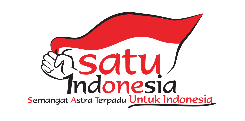 satu
Indonesia
Semangat Astra Terpadu Untuk Indonesia